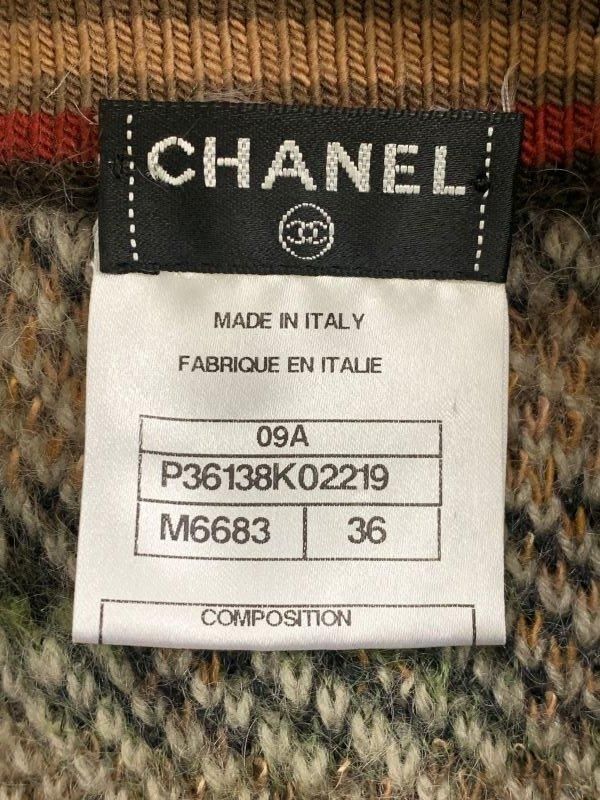 CHANEL
MADE IN ITALY
FABRIQUE EN ITALIE
09A
P36138K02219
M6683 36
COMPOSITION